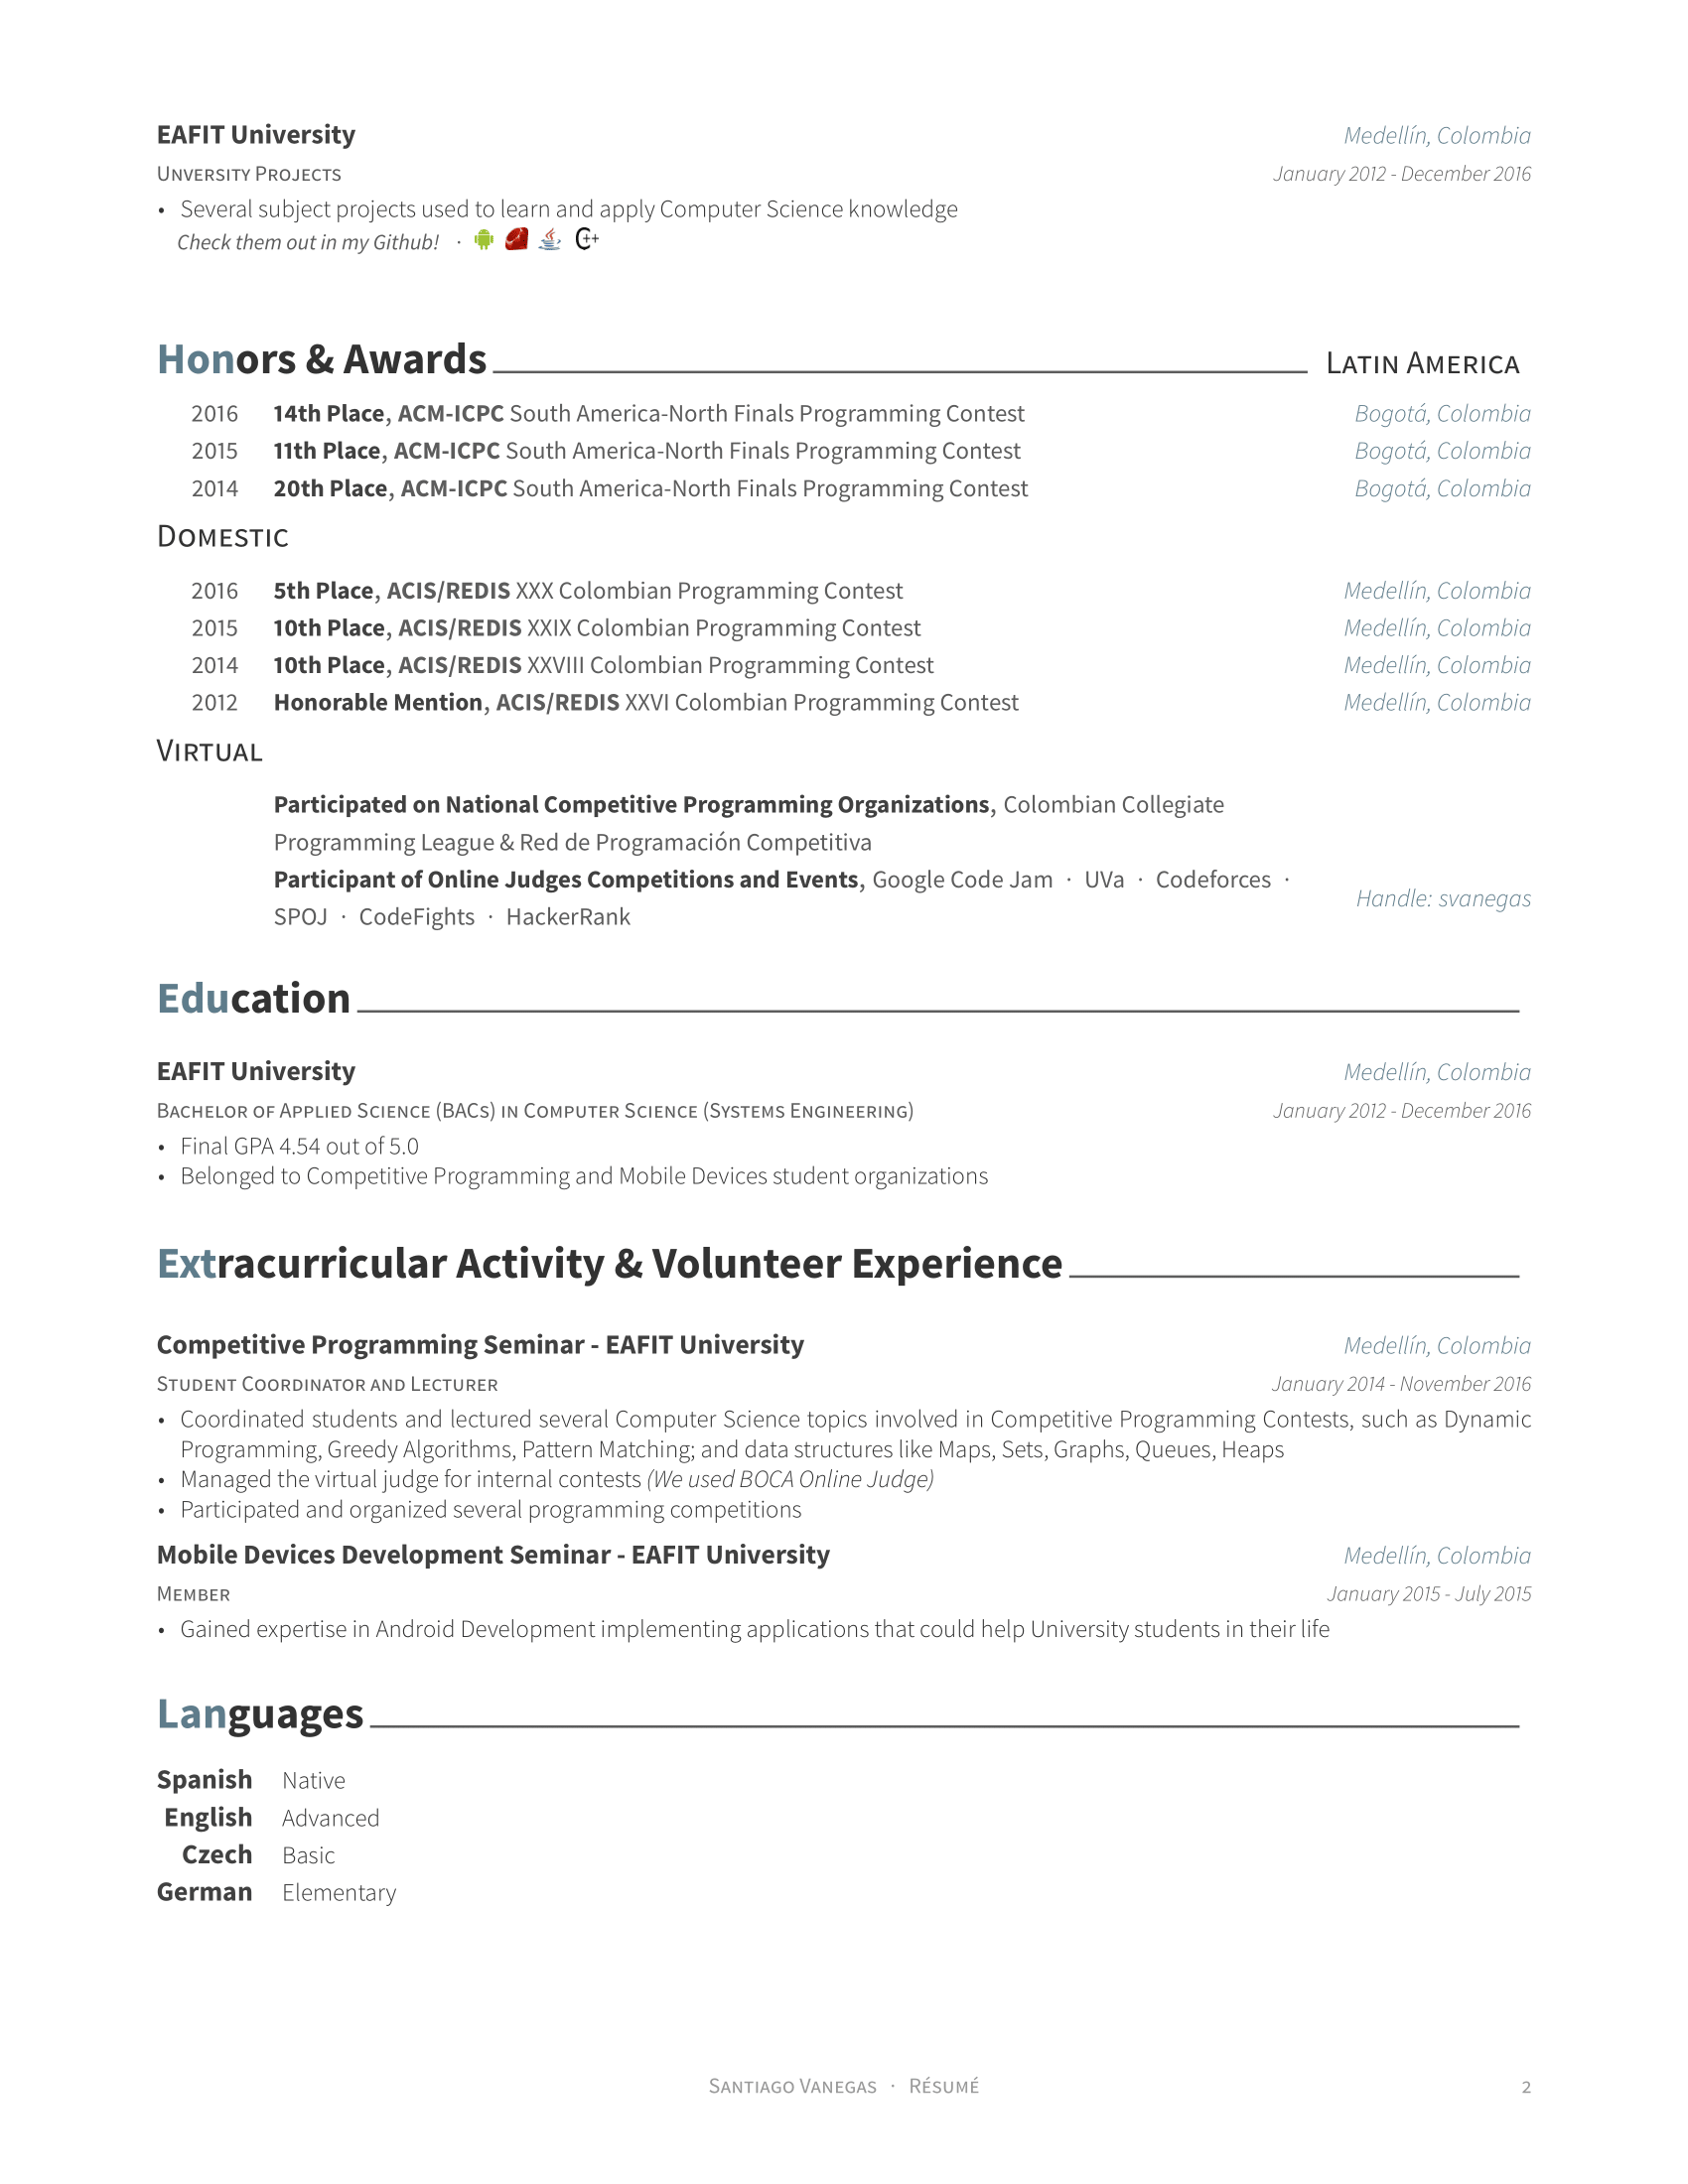 EAFIT University Medellín, Colombia
Unversity Projects January 2012 - December 2016
• Several subject projects used to learn and apply Computer Science knowledge
Check them out in my Github! · C++
Honors & Awards Latin America
2016 14th Place, ACM-ICPC South America-North Finals Programming Contest Bogotá, Colombia
2015 11th Place, ACM-ICPC South America-North Finals Programming Contest Bogotá, Colombia
2014 20th Place, ACM-ICPC South America-North Finals Programming Contest Bogotá, Colombia
Domestic
2016 5th Place, ACIS/REDIS XXX Colombian Programming Contest Medellín, Colombia
2015 10th Place, ACIS/REDIS XXIX Colombian Programming Contest Medellín, Colombia
2014 10th Place, ACIS/REDIS XXVIII Colombian Programming Contest Medellín, Colombia
2012 Honorable Mention, ACIS/REDIS XXVI Colombian Programming Contest Medellín, Colombia
Virtual
Participated on National Competitive Programming Organizations, Colombian Collegiate
Programming League & Red de Programación Competitiva
Participant of Online Judges Competitions and Events, Google Code Jam · UVa · Codeforces ·
Handle: svanegas
SPOJ · CodeFights · HackerRank
Education
EAFIT University Medellín, Colombia
Bachelor of Applied Science (BACs) in Computer Science (Systems Engineering) January 2012 - December 2016
• Final GPA 4.54 out of 5.0
• Belonged to Competitive Programming and Mobile Devices student organizations
Extracurricular Activity & Volunteer Experience
Competitive Programming Seminar - EAFIT University Medellín, Colombia
Student Coordinator and Lecturer January 2014 - November 2016
• Coordinated students and lectured several Computer Science topics involved in Competitive Programming Contests, such as Dynamic
Programming, Greedy Algorithms, Pattern Matching; and data structures like Maps, Sets, Graphs, Queues, Heaps
• Managed the virtual judge for internal contests (We used BOCA Online Judge)
• Participated and organized several programming competitions
Mobile Devices Development Seminar - EAFIT University Medellín, Colombia
Member January 2015 - July 2015
• Gained expertise in Android Development implementing applications that could help University students in their life
Languages
Spanish Native
English Advanced
Czech Basic
German Elementary
Santiago Vanegas · Résumé 2